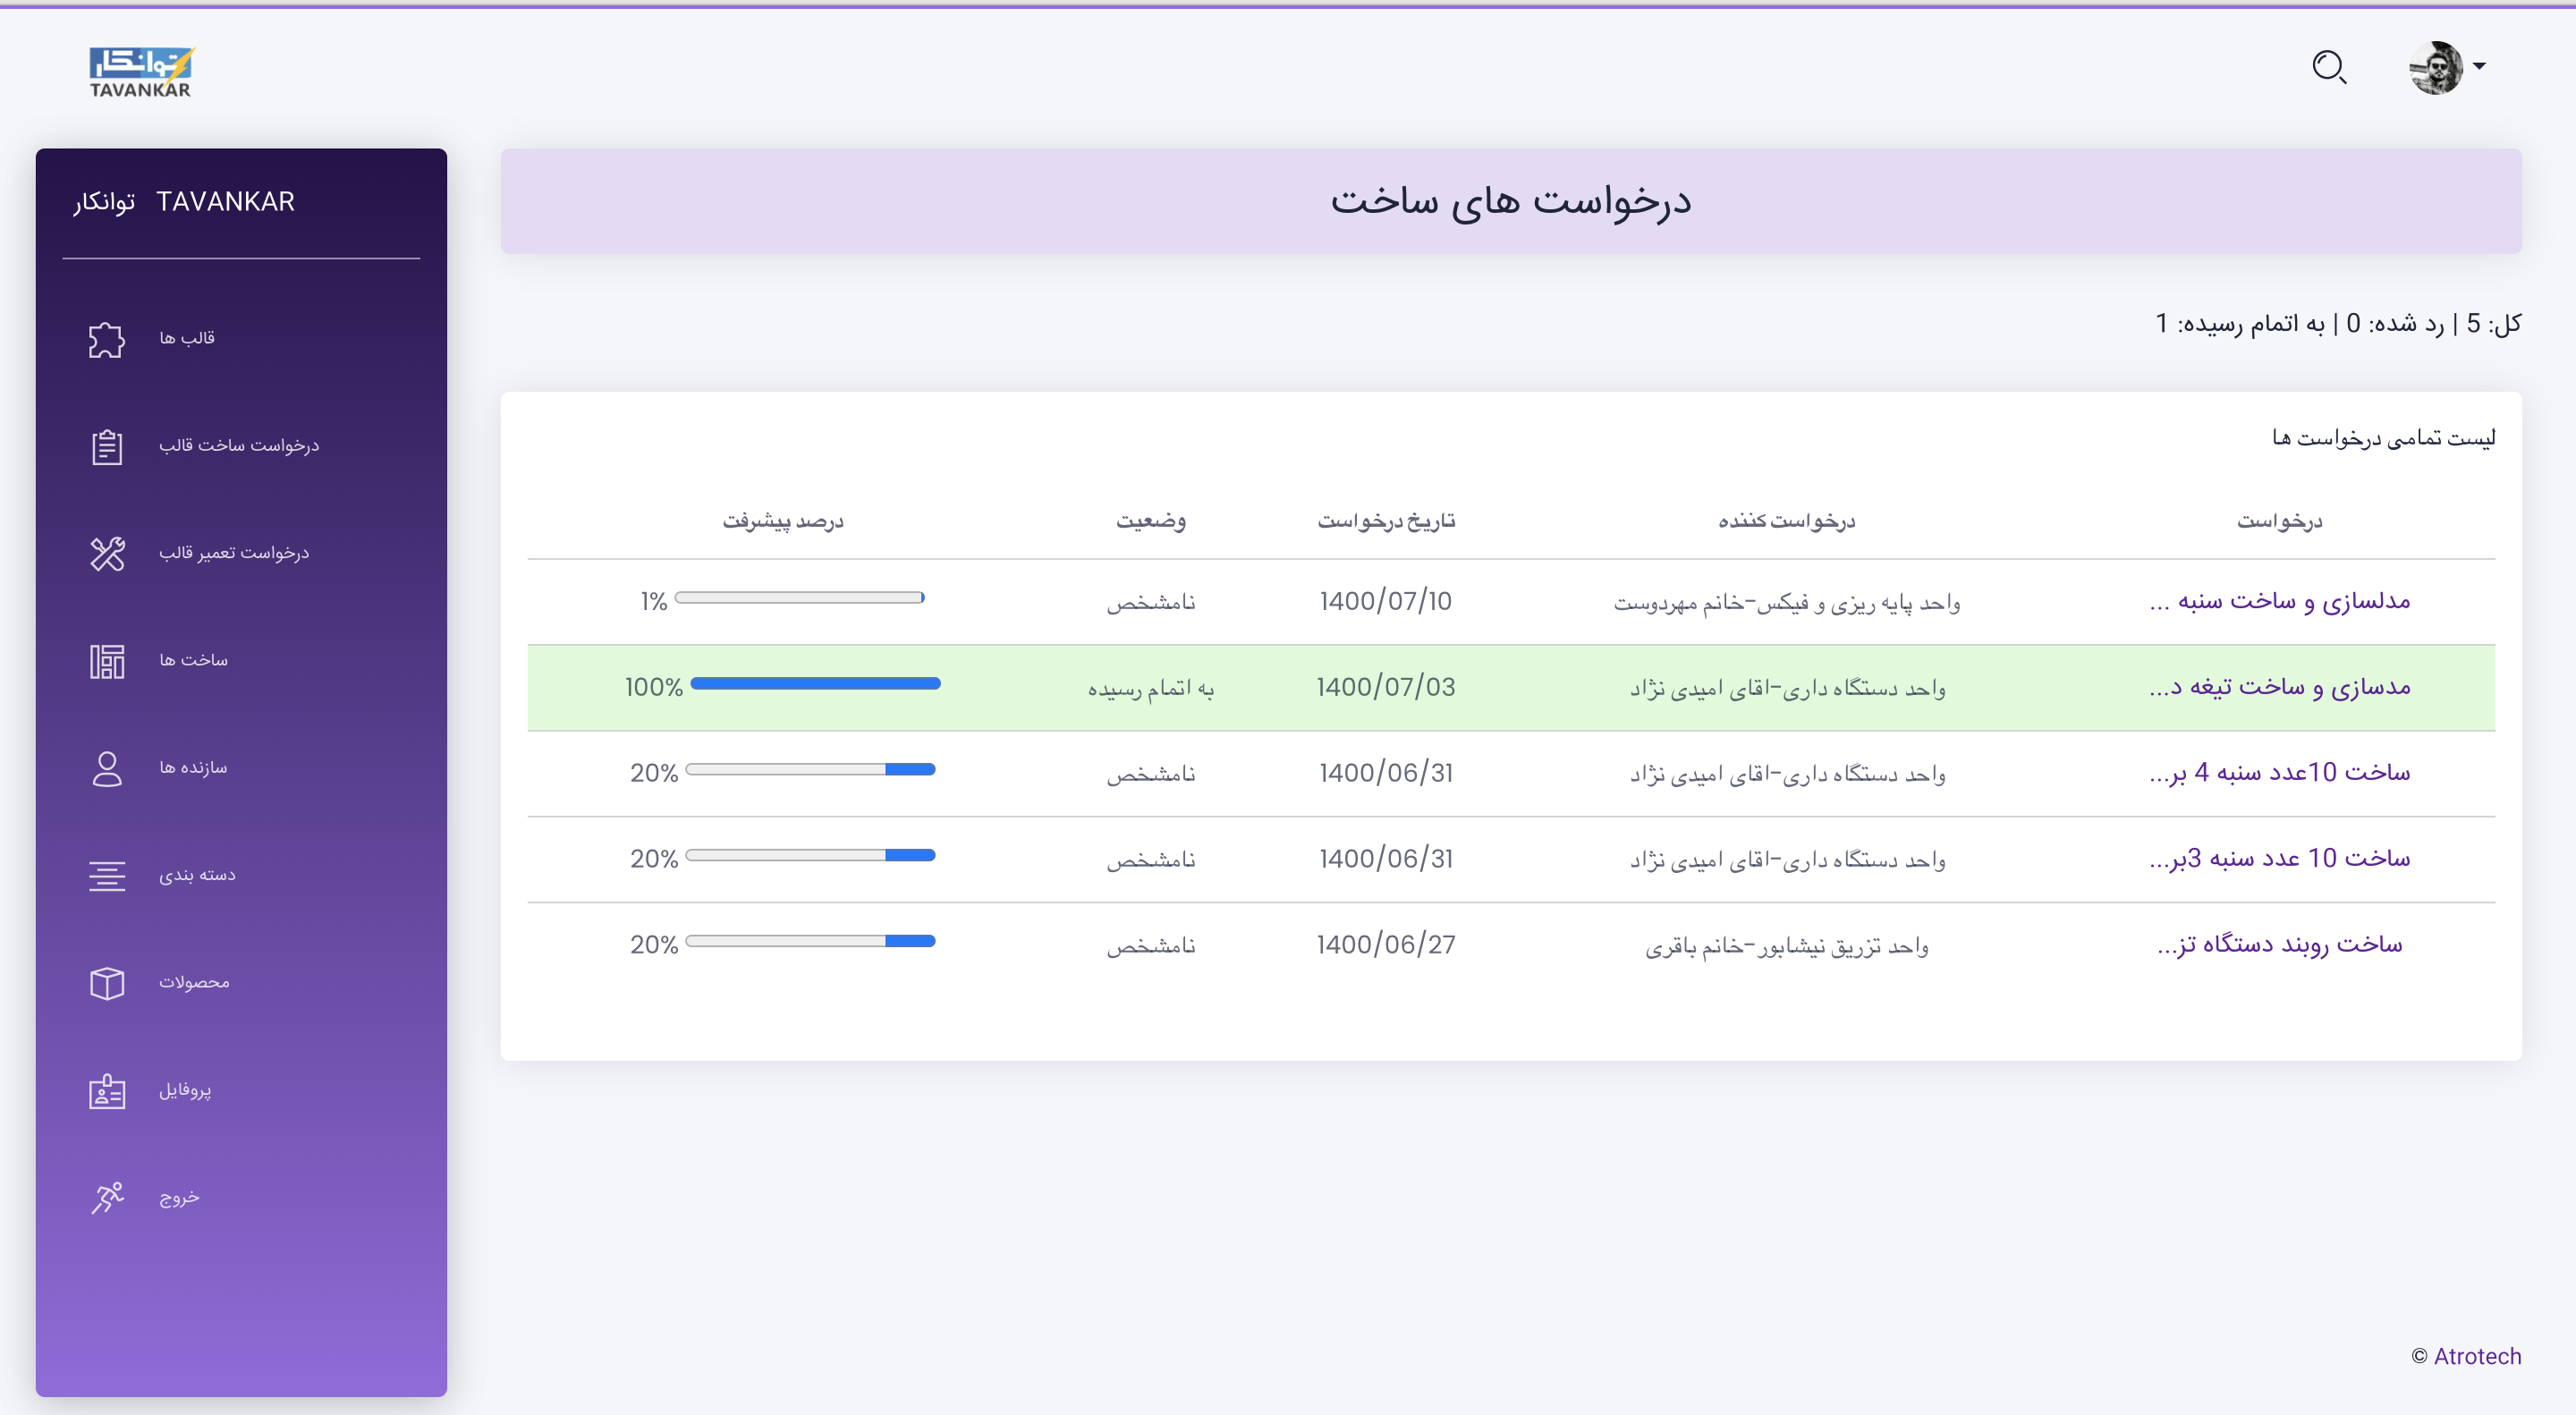 توانکار
TAVANKAR
توانکار TAVANKAR
قالب ها
درخواست ساخت قالب
درخواست تعمیر قالب
ساخت ها
سازنده ها
دسته بندی
محصولات
پروفایل
خروج
درخواست های ساخت
کل: 5 | رد شده: 0 | به اتمام رسیده: 1
لیست تمامی درخواست ها
درخواست درخواست کننده تاریخ درخواست وضعیت درصد پیشرفت
مدلسازی و ساخت سنبه ... واحد پایه ریزی و فیکس-خانم مهردوست 1400/07/10 نامشخص 1%
مدسازی و ساخت تیغه د... واحد دستگاه داری-اقای امیدی نژاد 1400/07/03 به اتمام رسیده 100%
ساخت 10عدد سنبه 4 بر... واحد دستگاه داری-اقای امیدی نژاد 1400/06/31 نامشخص 20%
ساخت 10 عدد سنبه 3بر... واحد دستگاه داری-اقای امیدی نژاد 1400/06/31 نامشخص 20%
ساخت روبند دستگاه تز... واحد تزریق نیشابور-خانم باقری 1400/06/27 نامشخص 20%
© Atrotech